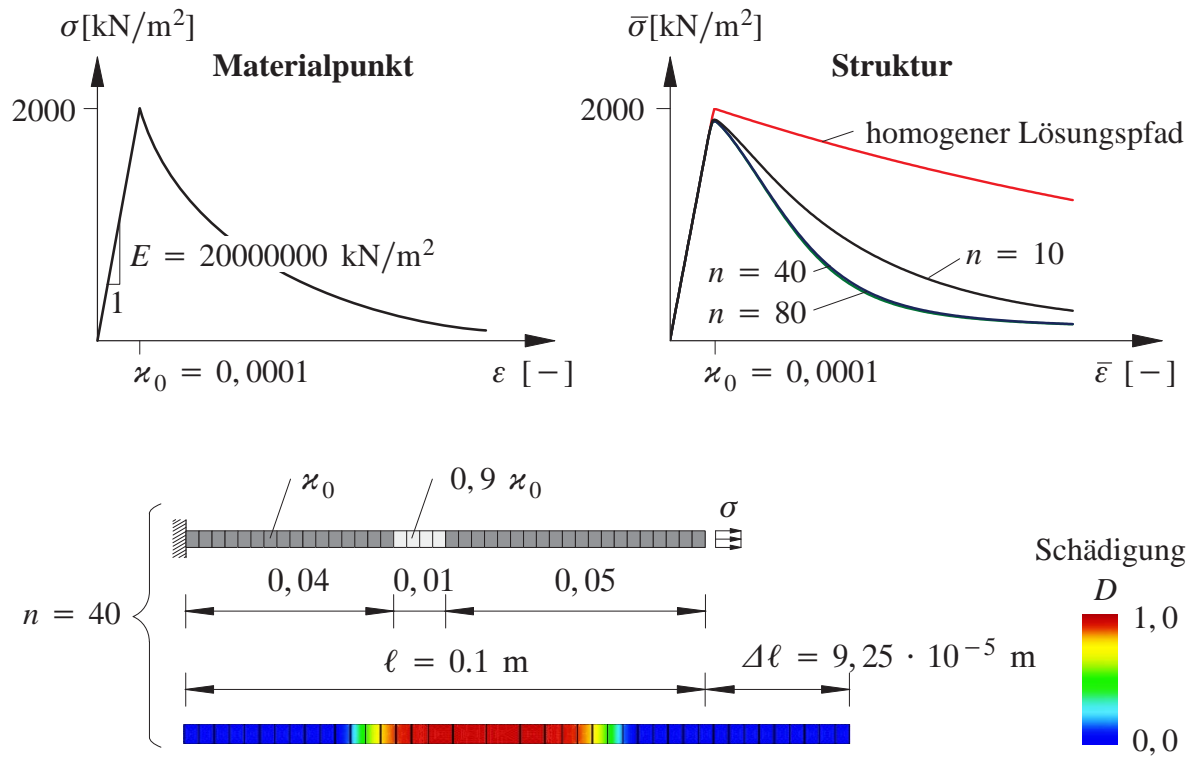 σ[kN/m²]
Materialpunkt
2000
E = 20000000 kN/m²
1
ϰ₀ = 0,0001
ε [−]
σ̄[kN/m²]
Struktur
2000
homogener Lösungspfad
n = 10
n = 40
n = 80
ϰ₀ = 0,0001
ε̄ [−]
ϰ₀
0,9 ϰ₀
σ
0,04
0,01
0,05
n = 40
ℓ = 0.1 m
Δℓ = 9,25 · 10⁻⁵ m
Schädigung
D
1,0
0,0